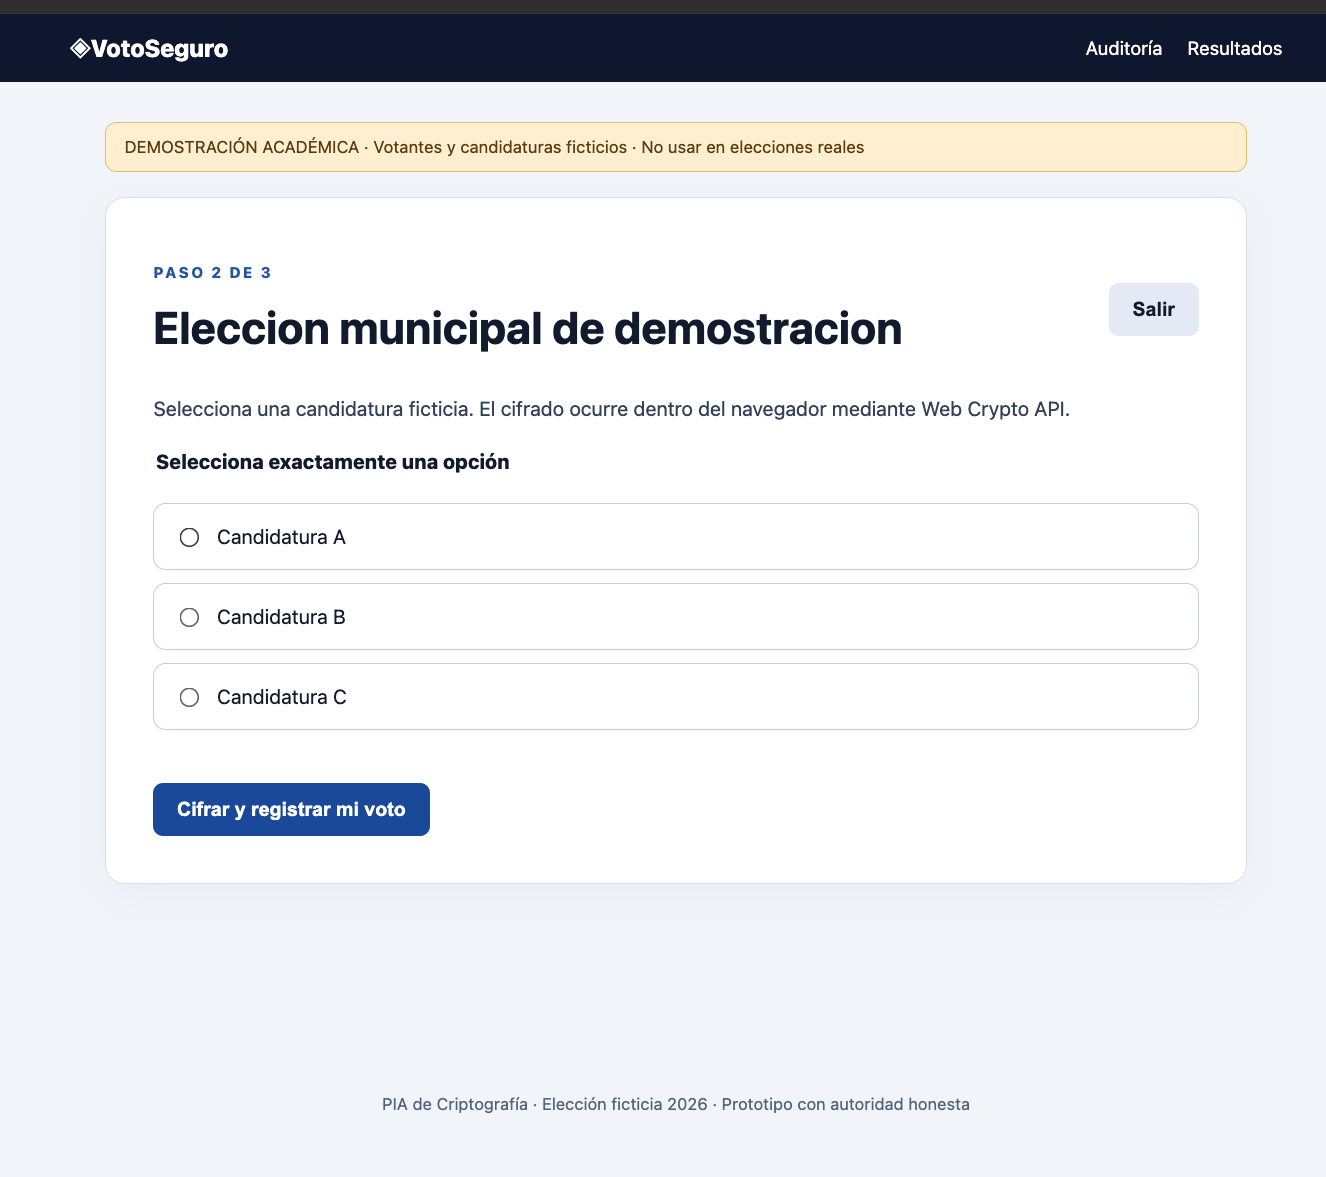 VotoSeguro
Auditoría Resultados
DEMOSTRACIÓN ACADÉMICA · Votantes y candidaturas ficticios · No usar en elecciones reales
PASO 2 DE 3
Eleccion municipal de demostracion
Salir
Selecciona una candidatura ficticia. El cifrado ocurre dentro del navegador mediante Web Crypto API.
Selecciona exactamente una opción
Candidatura A
Candidatura B
Candidatura C
Cifrar y registrar mi voto
PIA de Criptografía · Elección ficticia 2026 · Prototipo con autoridad honesta